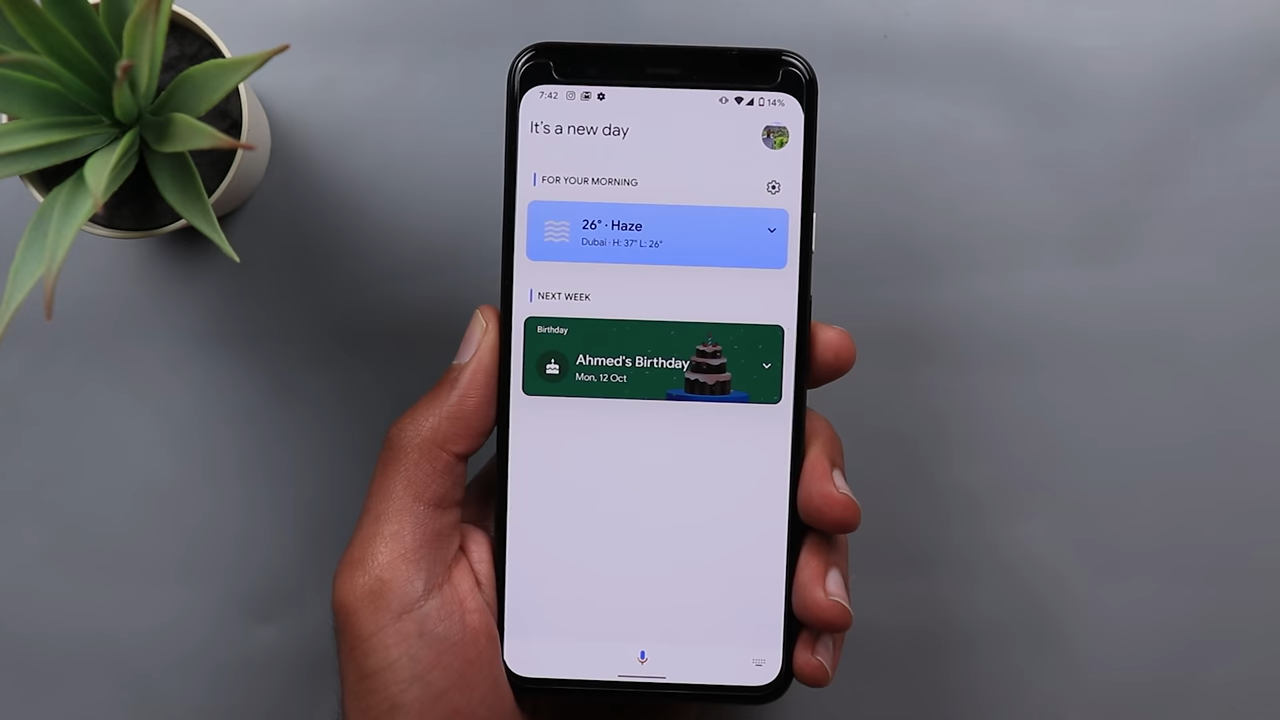 7:42 14%
It's a new day
FOR YOUR MORNING
26° · Haze
Dubai · H: 37° L: 26°
NEXT WEEK
Birthday
Ahmed's Birthday
Mon, 12 Oct